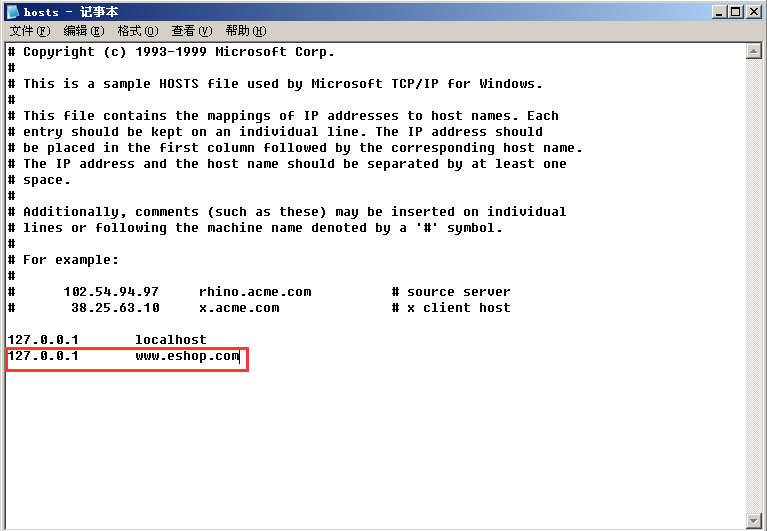 hosts - 记事本
文件(F) 编辑(E) 格式(O) 查看(V) 帮助(H)
# Copyright (c) 1993-1999 Microsoft Corp.
#
# This is a sample HOSTS file used by Microsoft TCP/IP for Windows.
#
# This file contains the mappings of IP addresses to host names. Each
# entry should be kept on an individual line. The IP address should
# be placed in the first column followed by the corresponding host name.
# The IP address and the host name should be separated by at least one
# space.
#
# Additionally, comments (such as these) may be inserted on individual
# lines or following the machine name denoted by a '#' symbol.
#
# For example:
#
#      102.54.94.97     rhino.acme.com          # source server
#       38.25.63.10     x.acme.com              # x client host

127.0.0.1       localhost
127.0.0.1       www.eshop.com